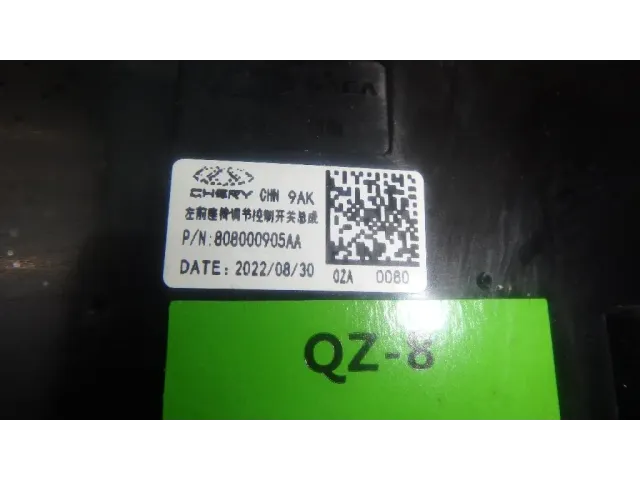 CHERY CHN 9AK
左前座椅调节控制开关总成
P/N:808000905AA
DATE: 2022/08/30
02A 0080
QZ-8